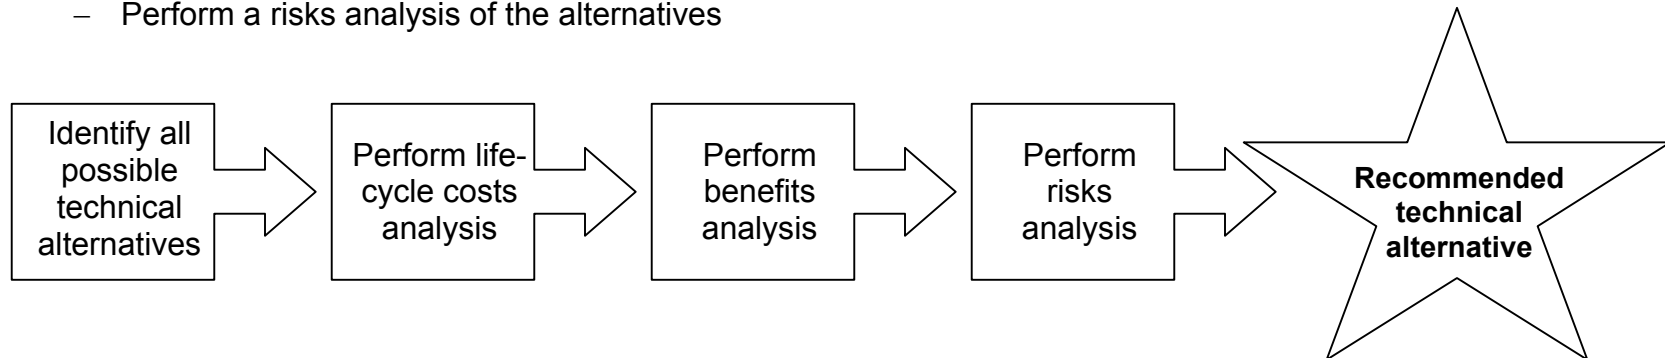 – Perform a risks analysis of the alternatives
Identify all
possible
technical
alternatives
Perform life-
cycle costs
analysis
Perform
benefits
analysis
Perform
risks
analysis
Recommended
technical
alternative